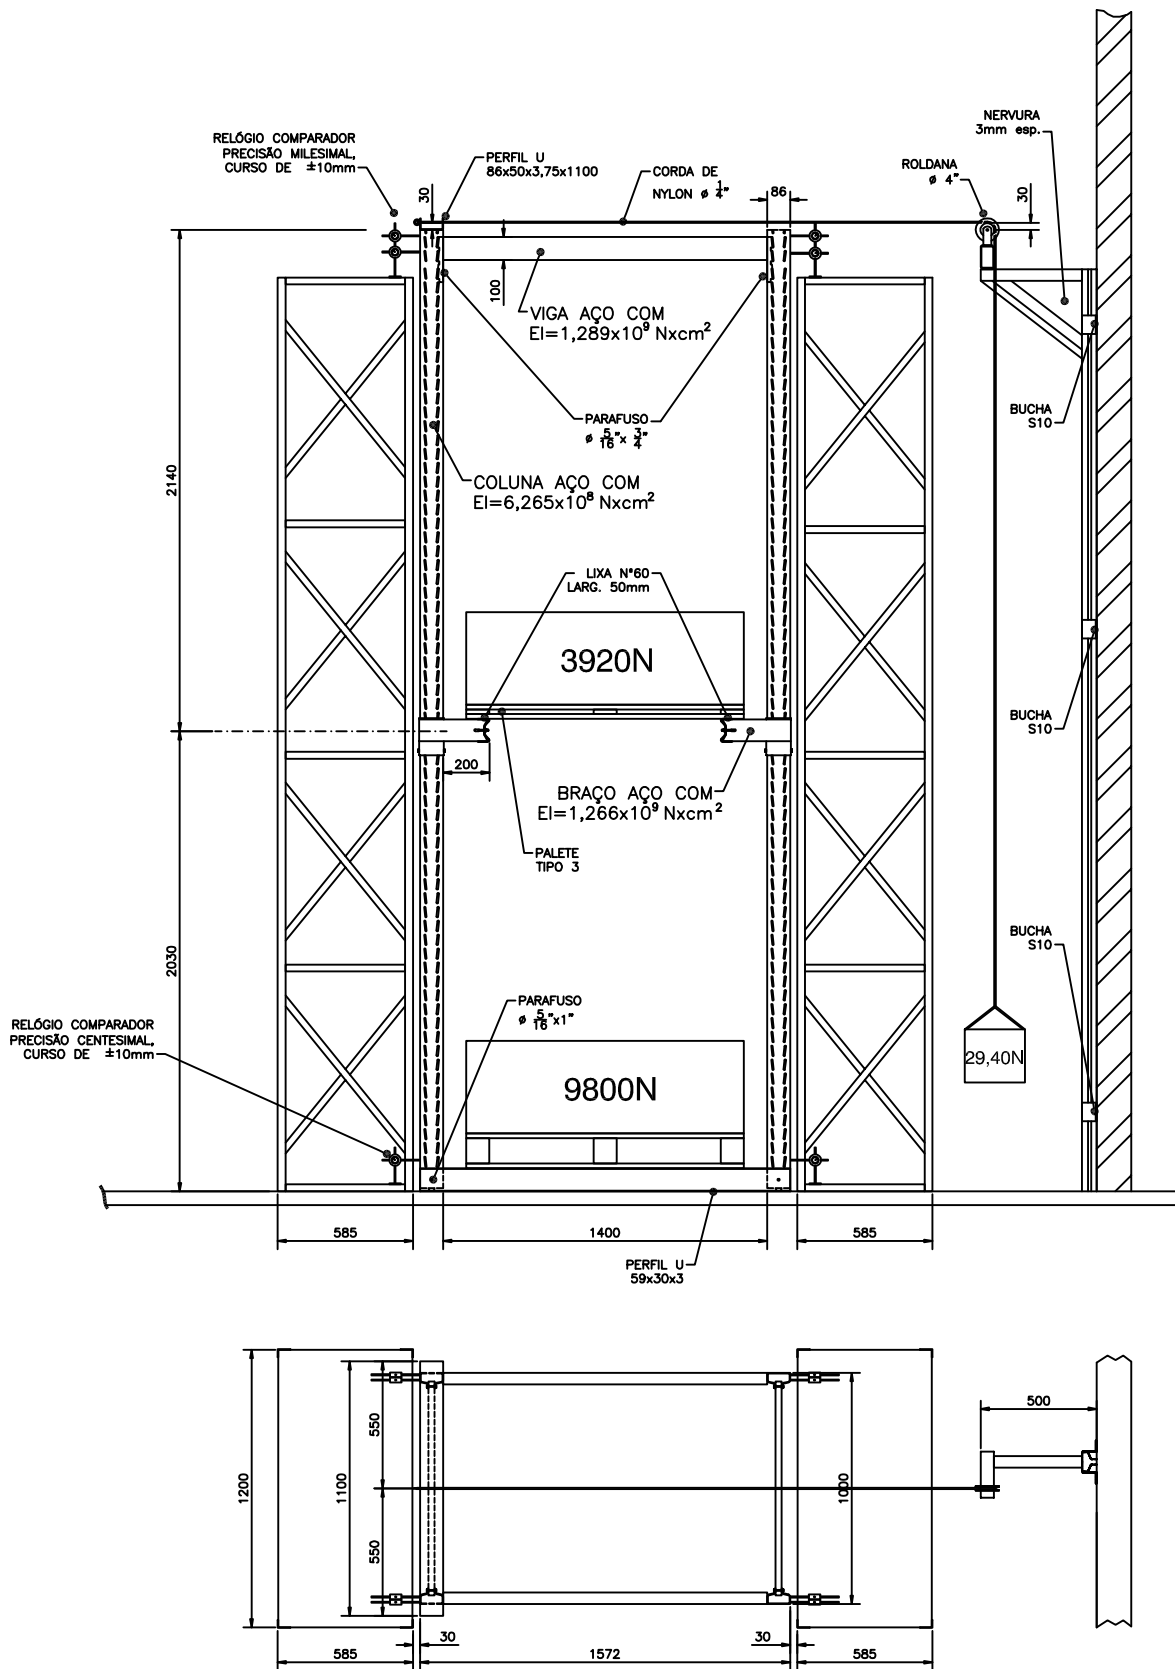 NERVURA
3mm esp.
RELÓGIO COMPARADOR
PRECISÃO MILESIMAL,
CURSO DE ±10mm
PERFIL U
86x50x3,75x1100
CORDA DE
NYLON ø 1/4"
ROLDANA
ø 4"
30
86
30
100
VIGA AÇO COM
EI=1,289x10⁹ Nxcm²
PARAFUSO
ø 5/16"x 3/4"
BUCHA
S10
2140
COLUNA AÇO COM
EI=6,265x10⁸ Nxcm²
LIXA N°60
LARG. 50mm
3920N
BUCHA
S10
200
BRAÇO AÇO COM
EI=1,266x10⁹ Nxcm²
PALETE
TIPO 3
2030
BUCHA
S10
PARAFUSO
ø 5/16"x1"
RELÓGIO COMPARADOR
PRECISÃO CENTESIMAL,
CURSO DE ±10mm
9800N
29,40N
585
1400
585
PERFIL U
59x30x3
1200
1100
550
550
1000
500
30
30
585
1572
585